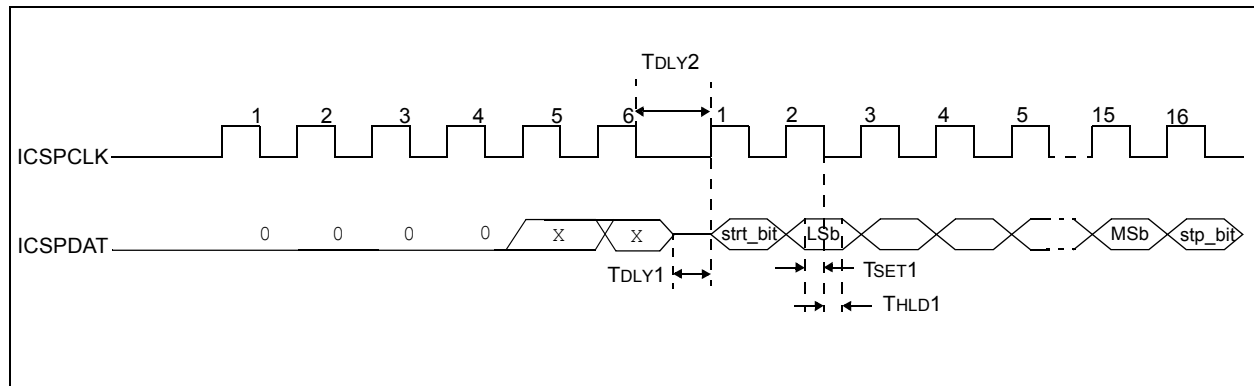 TDLY2
1 2 3 4 5 6 1 2 3 4 5 15 16
ICSPCLK
ICSPDAT 0 0 0 0 X X strt_bit LSb MSb stp_bit
TDLY1 TSET1
THLD1